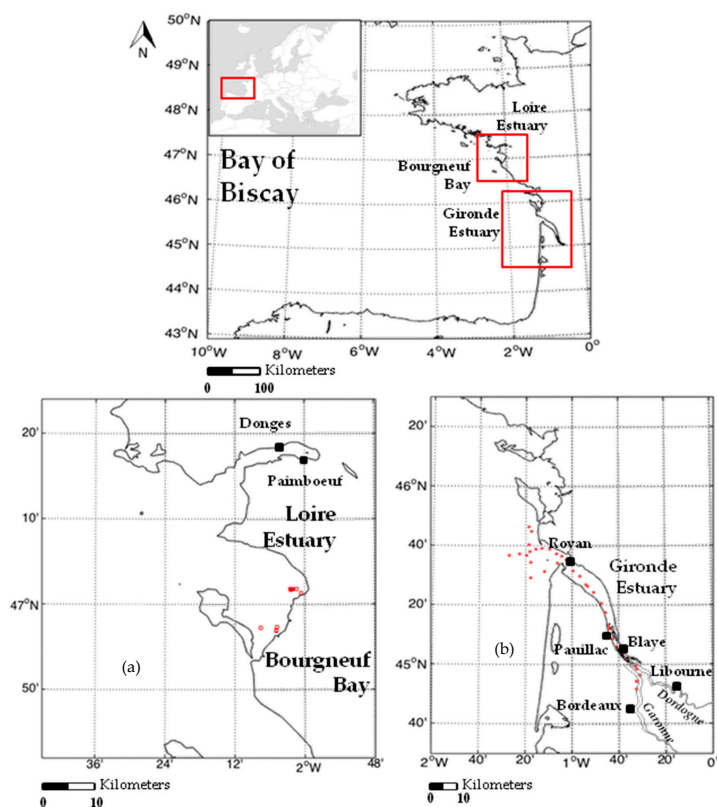 50°N
49°N
48°N
47°N
46°N
45°N
44°N
43°N
N
Loire
Estuary
Bay of
Biscay
Bourgneuf
Bay
Gironde
Estuary
10°W
8°W
6°W
4°W
2°W
0°
Kilometers
0 100
20'
10'
47°N
50'
Donges
Paimboeuf
Loire
Estuary
(a)
Bourgneuf
Bay
36'
24'
12'
2°W
48'
Kilometers
0 10
20'
46°N
40'
20'
45°N
40'
Royan
Gironde
Estuary
Pauillac
Blaye
(b)
Libourne
Bordeaux
Dordogne
Garonne
2°W
40'
20'
1°W
40'
20'
0°
Kilometers
0 10